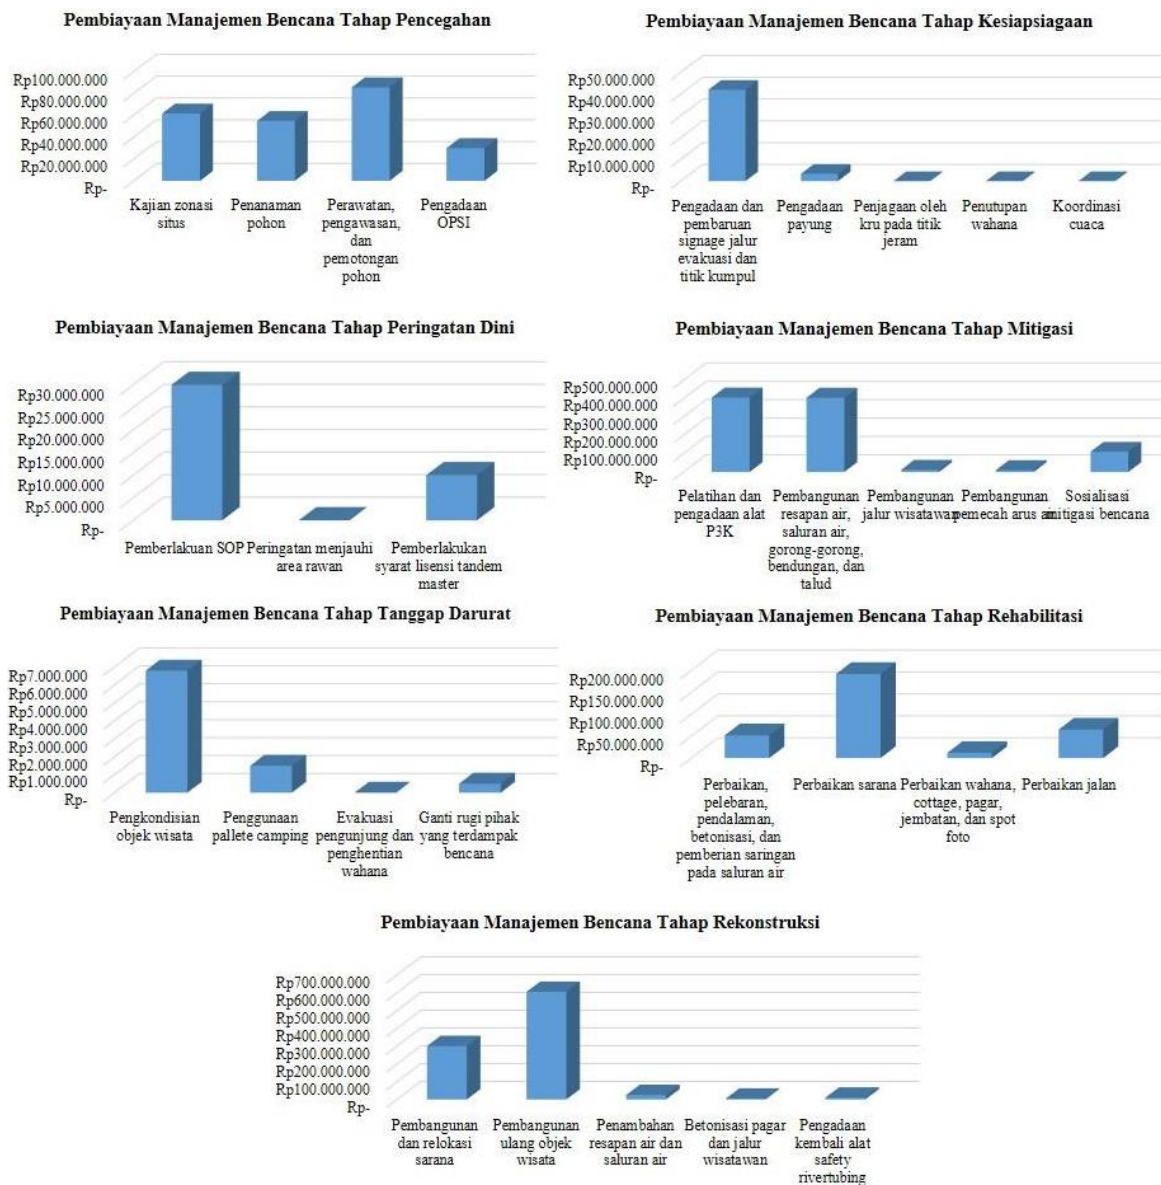 Pembiayaan Manajemen Bencana Tahap Pencegahan
Rp100.000.000
Rp80.000.000
Rp60.000.000
Rp40.000.000
Rp20.000.000
Rp-
Kajian zonasi
situs
Penanaman
pohon
Perawatan,
pengawasan,
dan
pemotongan
pohon
Pengadaan
OPSI
Pembiayaan Manajemen Bencana Tahap Kesiapsiagaan
Rp50.000.000
Rp40.000.000
Rp30.000.000
Rp20.000.000
Rp10.000.000
Rp-
Pengadaan dan
pembaruan
signage jalur
evakuasi dan
titik kumpul
Pengadaan
payung
Penjagaan oleh
kru pada titik
jeram
Penutupan
wahana
Koordinasi
cuaca
Pembiayaan Manajemen Bencana Tahap Peringatan Dini
Rp30.000.000
Rp25.000.000
Rp20.000.000
Rp15.000.000
Rp10.000.000
Rp5.000.000
Rp-
Pemberlakuan SOP
Peringatan menjauhi
area rawan
Pemberlakukan
syarat lisensi tandem
master
Pembiayaan Manajemen Bencana Tahap Mitigasi
Rp500.000.000
Rp400.000.000
Rp300.000.000
Rp200.000.000
Rp100.000.000
Rp-
Pelatihan dan
pengadaan alat
P3K
Pembangunan
resapan air,
saluran air,
gorong-gorong,
bendungan, dan
talud
Pembangunan
jalur wisatawan
Pembangunan
pemecah arus air
Sosialisasi
mitigasi bencana
Pembiayaan Manajemen Bencana Tahap Tanggap Darurat
Rp7.000.000
Rp6.000.000
Rp5.000.000
Rp4.000.000
Rp3.000.000
Rp2.000.000
Rp1.000.000
Rp-
Pengkondisian
objek wisata
Penggunaan
pallete camping
Evakuasi
pengunjung dan
penghentian
wahana
Ganti rugi pihak
yang terdampak
bencana
Pembiayaan Manajemen Bencana Tahap Rehabilitasi
Rp200.000.000
Rp150.000.000
Rp100.000.000
Rp50.000.000
Rp-
Perbaikan,
pelebaran,
pendalaman,
betonisasi, dan
pemberian saringan
pada saluran air
Perbaikan sarana
Perbaikan wahana,
cottage, pagar,
jembatan, dan spot
foto
Perbaikan jalan
Pembiayaan Manajemen Bencana Tahap Rekonstruksi
Rp700.000.000
Rp600.000.000
Rp500.000.000
Rp400.000.000
Rp300.000.000
Rp200.000.000
Rp100.000.000
Rp-
Pembangunan
dan relokasi
sarana
Pembangunan
ulang objek
wisata
Penambahan
resapan air dan
saluran air
Betonisasi pagar
dan jalur
wisatawan
Pengadaan
kembali alat
safety
rivertubing